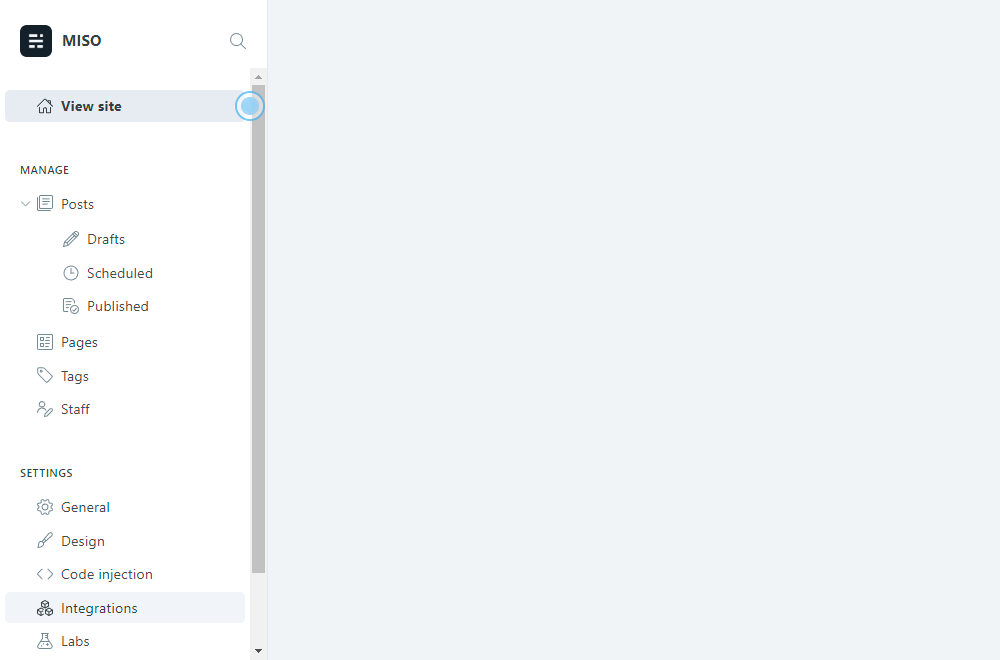 MISO
View site
MANAGE
Posts
Drafts
Scheduled
Published
Pages
Tags
Staff
SETTINGS
General
Design
Code injection
Integrations
Labs